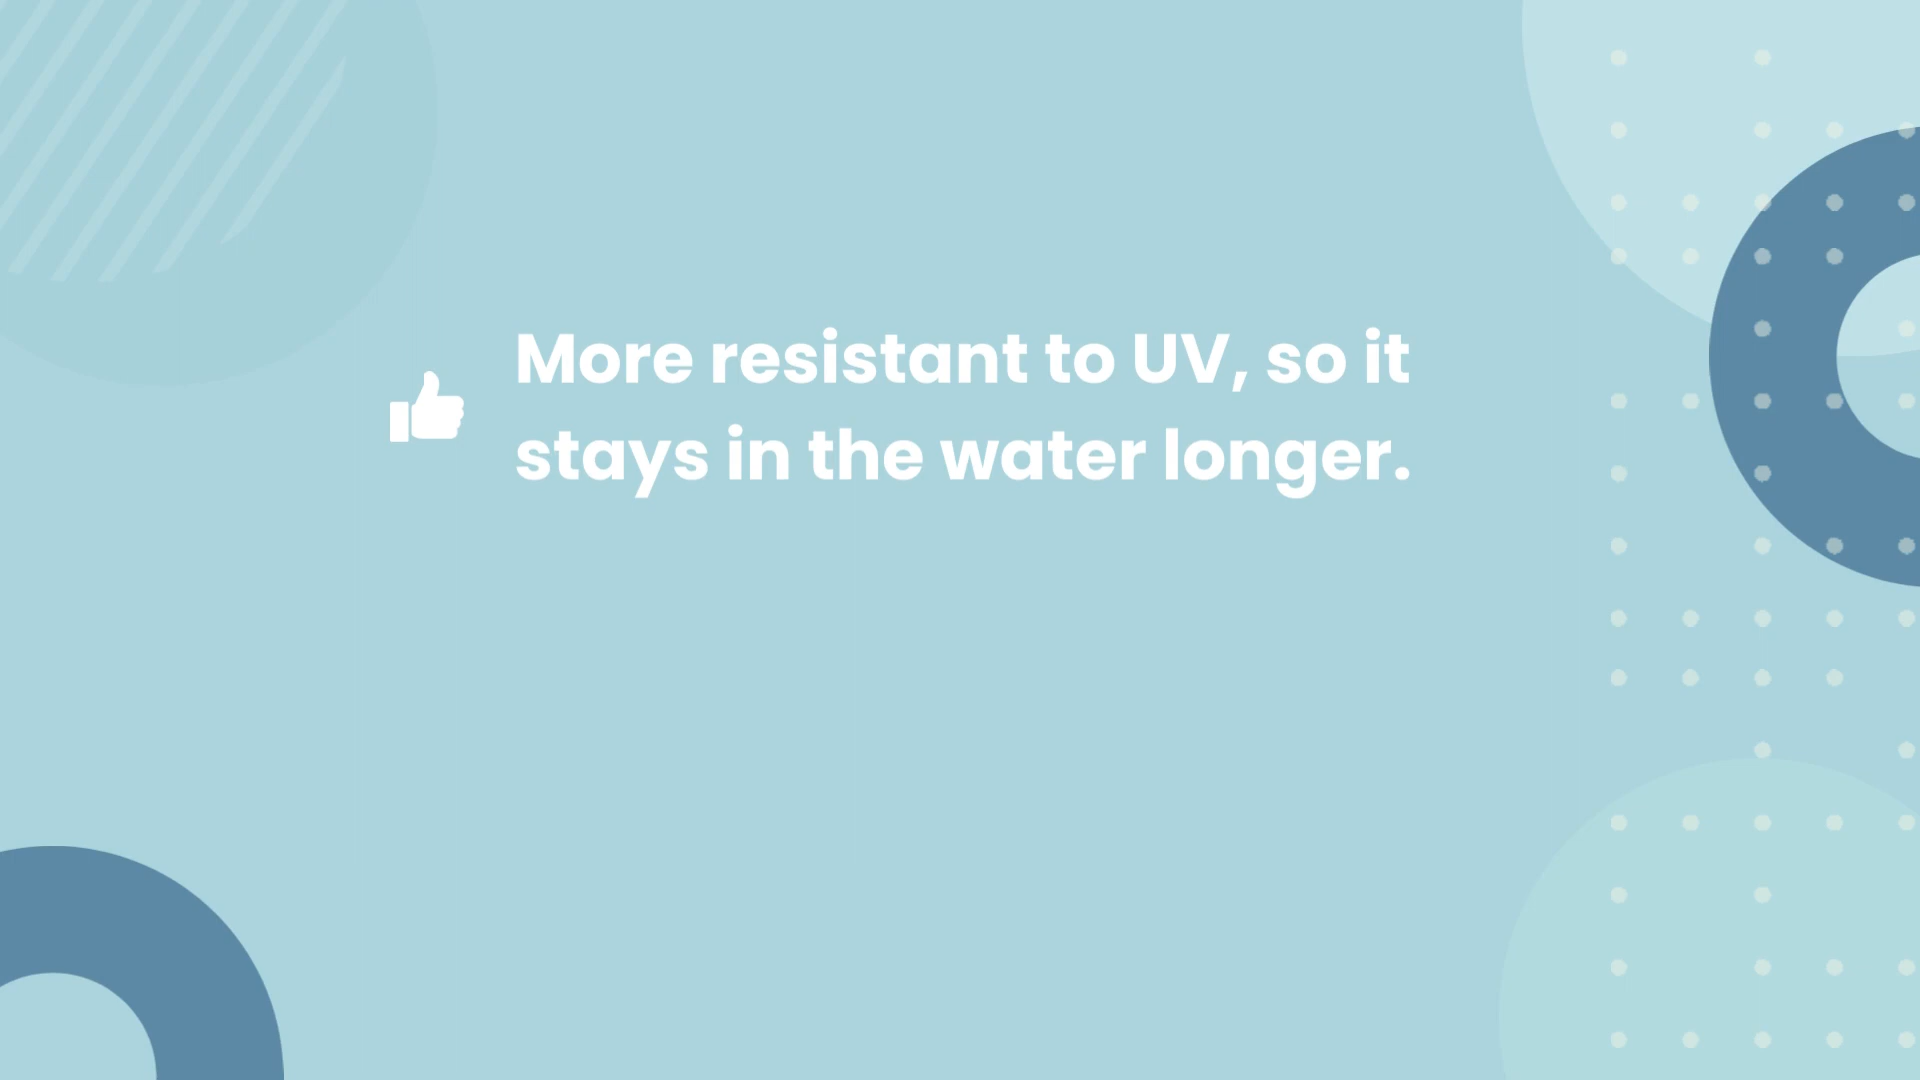 More resistant to UV, so it
stays in the water longer.